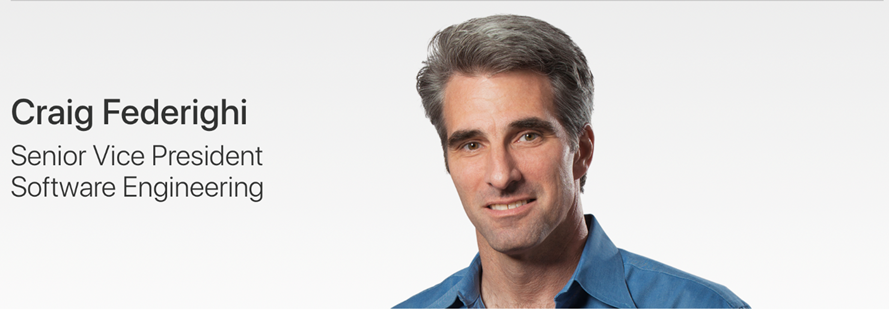 Craig Federighi
Senior Vice President
Software Engineering